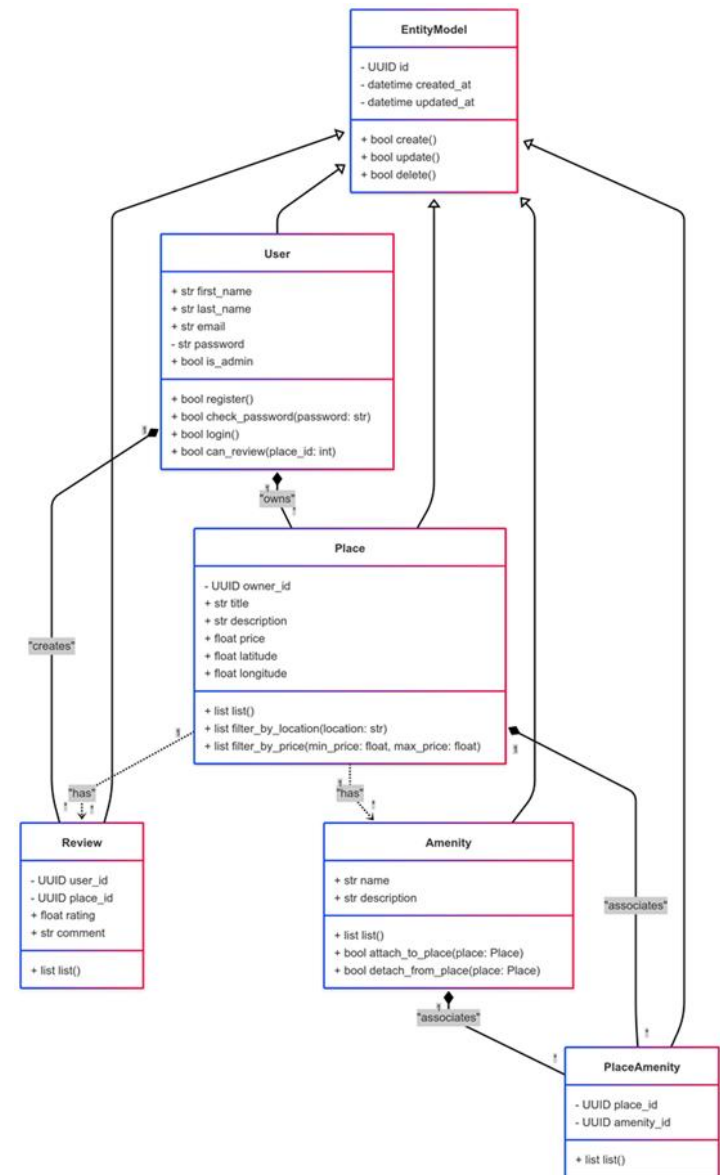 EntityModel
- UUID id
- datetime created_at
- datetime updated_at
+ bool create()
+ bool update()
+ bool delete()
User
+ str first_name
+ str last_name
+ str email
- str password
+ bool is_admin
+ bool register()
+ bool check_password(password: str)
+ bool login()
+ bool can_review(place_id: int)
"owns"
Place
- UUID owner_id
+ str title
+ str description
+ float price
+ float latitude
+ float longitude
+ list list()
+ list filter_by_location(location: str)
+ list filter_by_price(min_price: float, max_price: float)
"creates"
"has"
"has"
Review
- UUID user_id
- UUID place_id
+ float rating
+ str comment
+ list list()
Amenity
+ str name
+ str description
+ list list()
+ bool attach_to_place(place: Place)
+ bool detach_from_place(place: Place)
"associates"
"associates"
PlaceAmenity
- UUID place_id
- UUID amenity_id
+ list list()